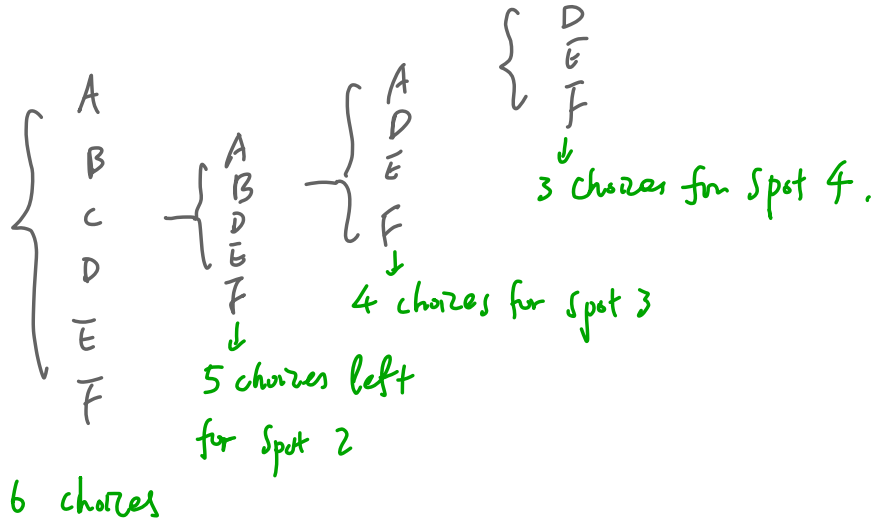 A
B
C
D
E
F
6 choices
A
B
D
E
F
5 choices left
for spot 2
A
D
E
F
4 choices for spot 3
D
E
F
3 choices for spot 4.